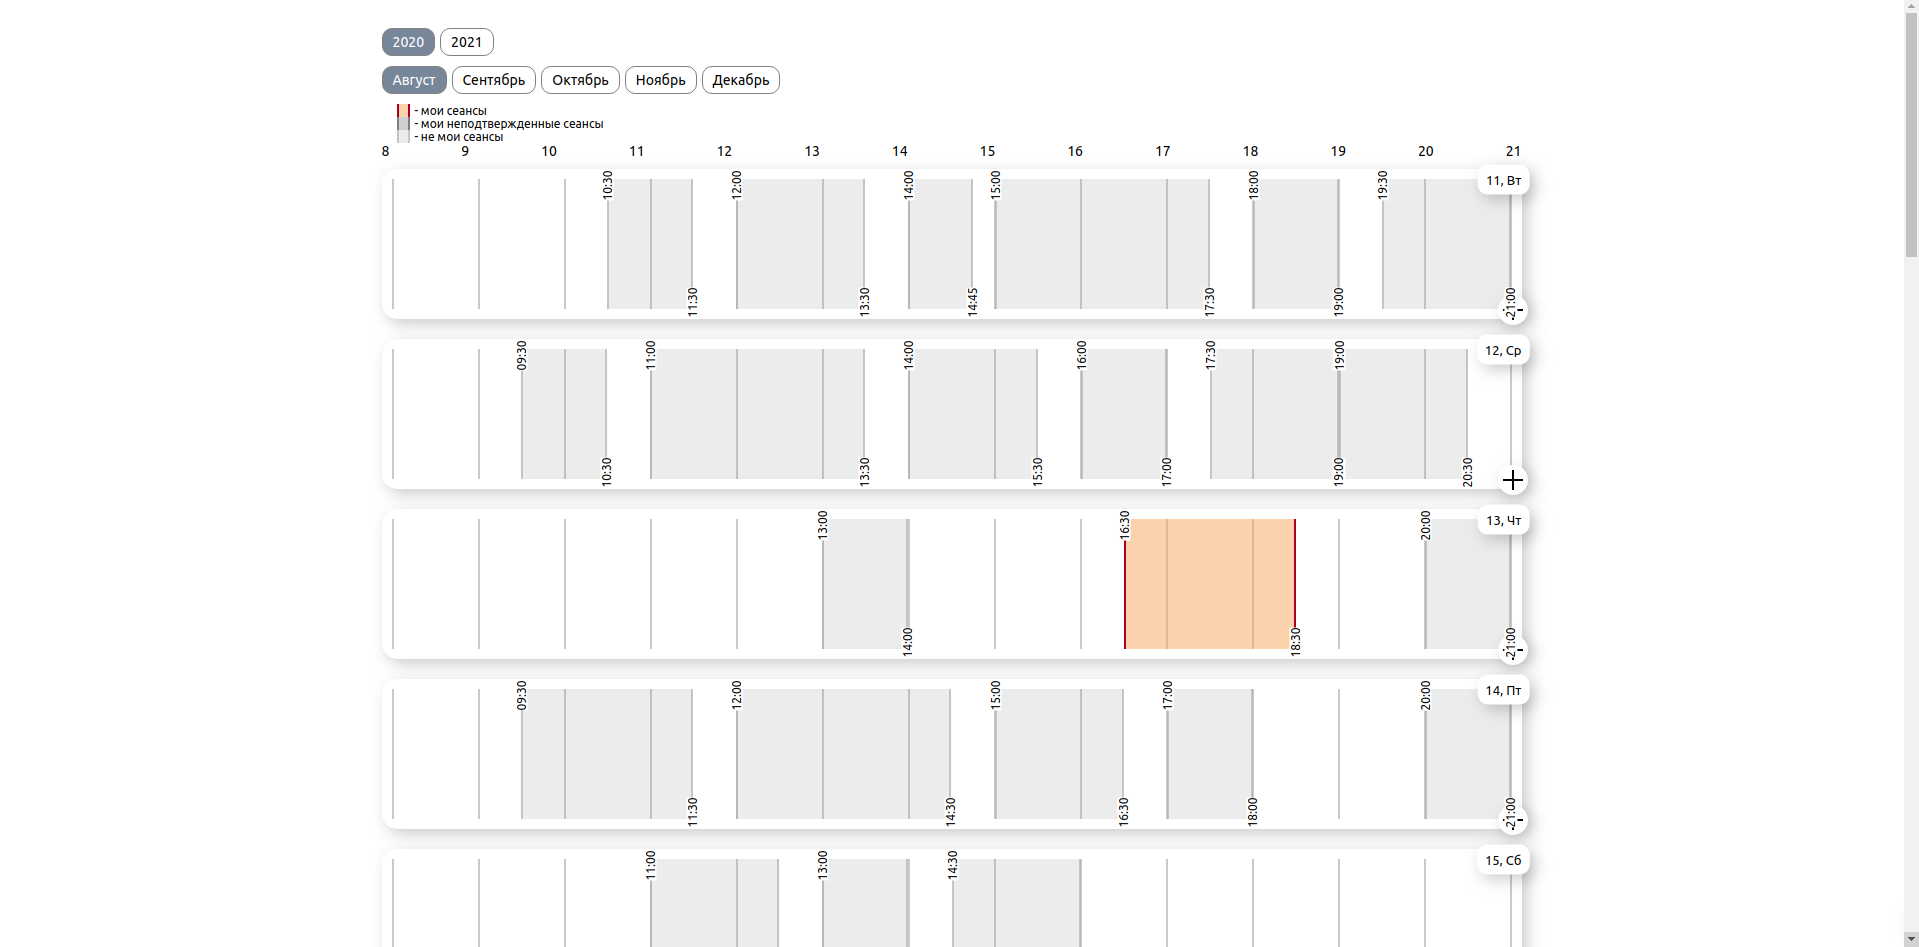 2020 2021
Август Сентябрь Октябрь Ноябрь Декабрь
- мои сеансы
- мои неподтвержденные сеансы
- не мои сеансы
8 9 10 11 12 13 14 15 16 17 18 19 20 21
10:30 12:00 14:00 15:00 18:00 19:30 11, Вт
11:30 13:30 14:45 17:30 19:00 21:00
09:30 11:00 14:00 16:00 17:30 19:00 12, Ср
10:30 13:30 15:30 17:00 19:00 20:30
13:00 16:30 20:00 13, Чт
14:00 18:30 21:00
09:30 12:00 15:00 17:00 20:00 14, Пт
11:30 14:30 16:30 18:00 21:00
11:00 13:00 14:30 15, Сб